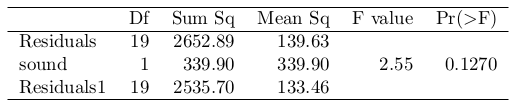 Df Sum Sq Mean Sq F value Pr(>F)
Residuals 19 2652.89 139.63
sound 1 339.90 339.90 2.55 0.1270
Residuals1 19 2535.70 133.46